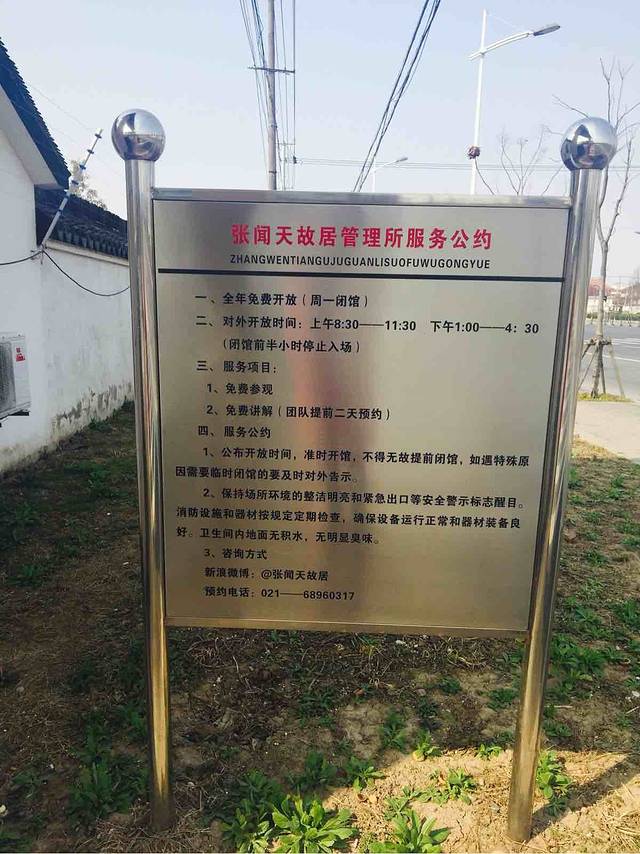 张闻天故居管理所服务公约
ZHANGWENTIANGUJUGUANLISUOFUWUGONGYUE
一、全年免费开放（周一闭馆）
二、对外开放时间：上午8:30——11:30 下午1:00——4：30
（闭馆前半小时停止入场）
三、服务项目：
1、免费参观
2、免费讲解（团队提前二天预约）
四、服务公约
1、公布开放时间，准时开馆，不得无故提前闭馆，如遇特殊原
因需要临时闭馆的要及时对外告示。
2、保持场所环境的整洁明亮和紧急出口等安全警示标志醒目。
消防设施和器材按规定定期检查，确保设备运行正常和器材装备良
好。卫生间内地面无积水，无明显臭味。
3、咨询方式
新浪微博：@张闻天故居
预约电话：021——68960317